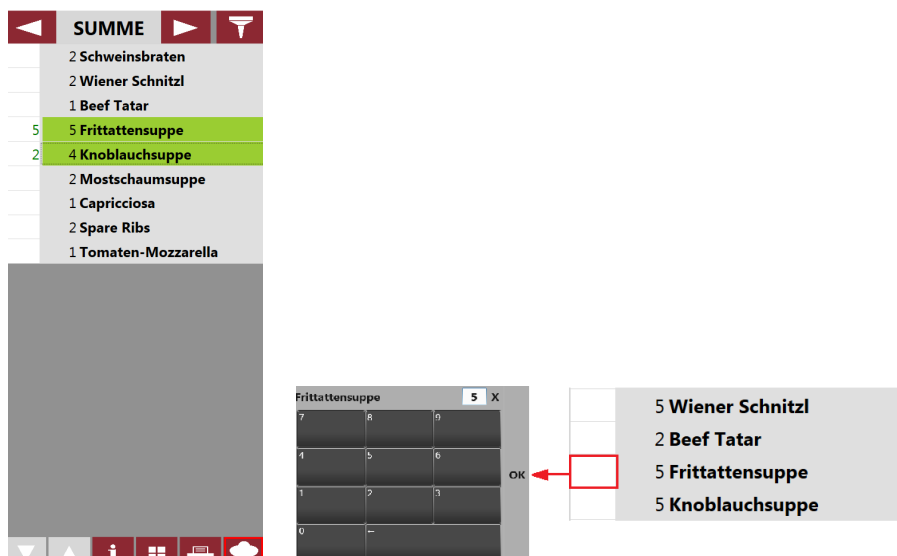 SUMME
2 Schweinsbraten
2 Wiener Schnitzl
1 Beef Tatar
5 5 Frittattensuppe
2 4 Knoblauchsuppe
2 Mostschaumsuppe
1 Capricciosa
2 Spare Ribs
1 Tomaten-Mozzarella
Frittattensuppe 5 X
7 8 9
4 5 6
1 2 3
0 ←
OK
5 Wiener Schnitzl
2 Beef Tatar
5 Frittattensuppe
5 Knoblauchsuppe